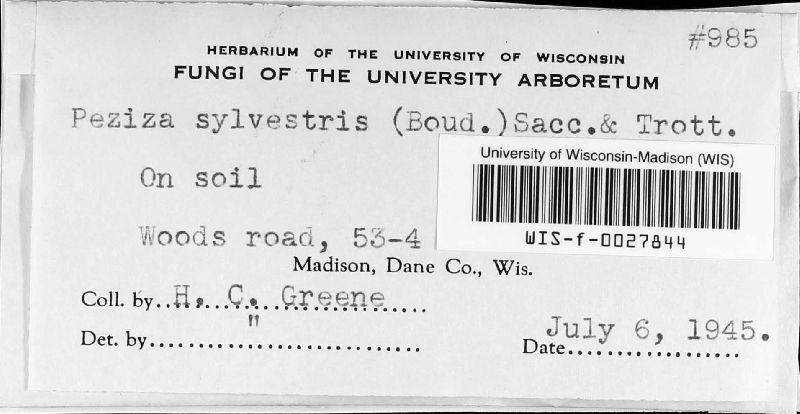 #985
HERBARIUM OF THE UNIVERSITY OF WISCONSIN
FUNGI OF THE UNIVERSITY ARBORETUM
Peziza sylvestris (Boud.)Sacc.& Trott.
University of Wisconsin-Madison (WIS)
On soil
WIS-f-0027844
Woods road, 53-4
Madison, Dane Co., Wis.
Coll. by..H. C. Greene......
"
July 6, 1945.
Det. by............................
Date..................